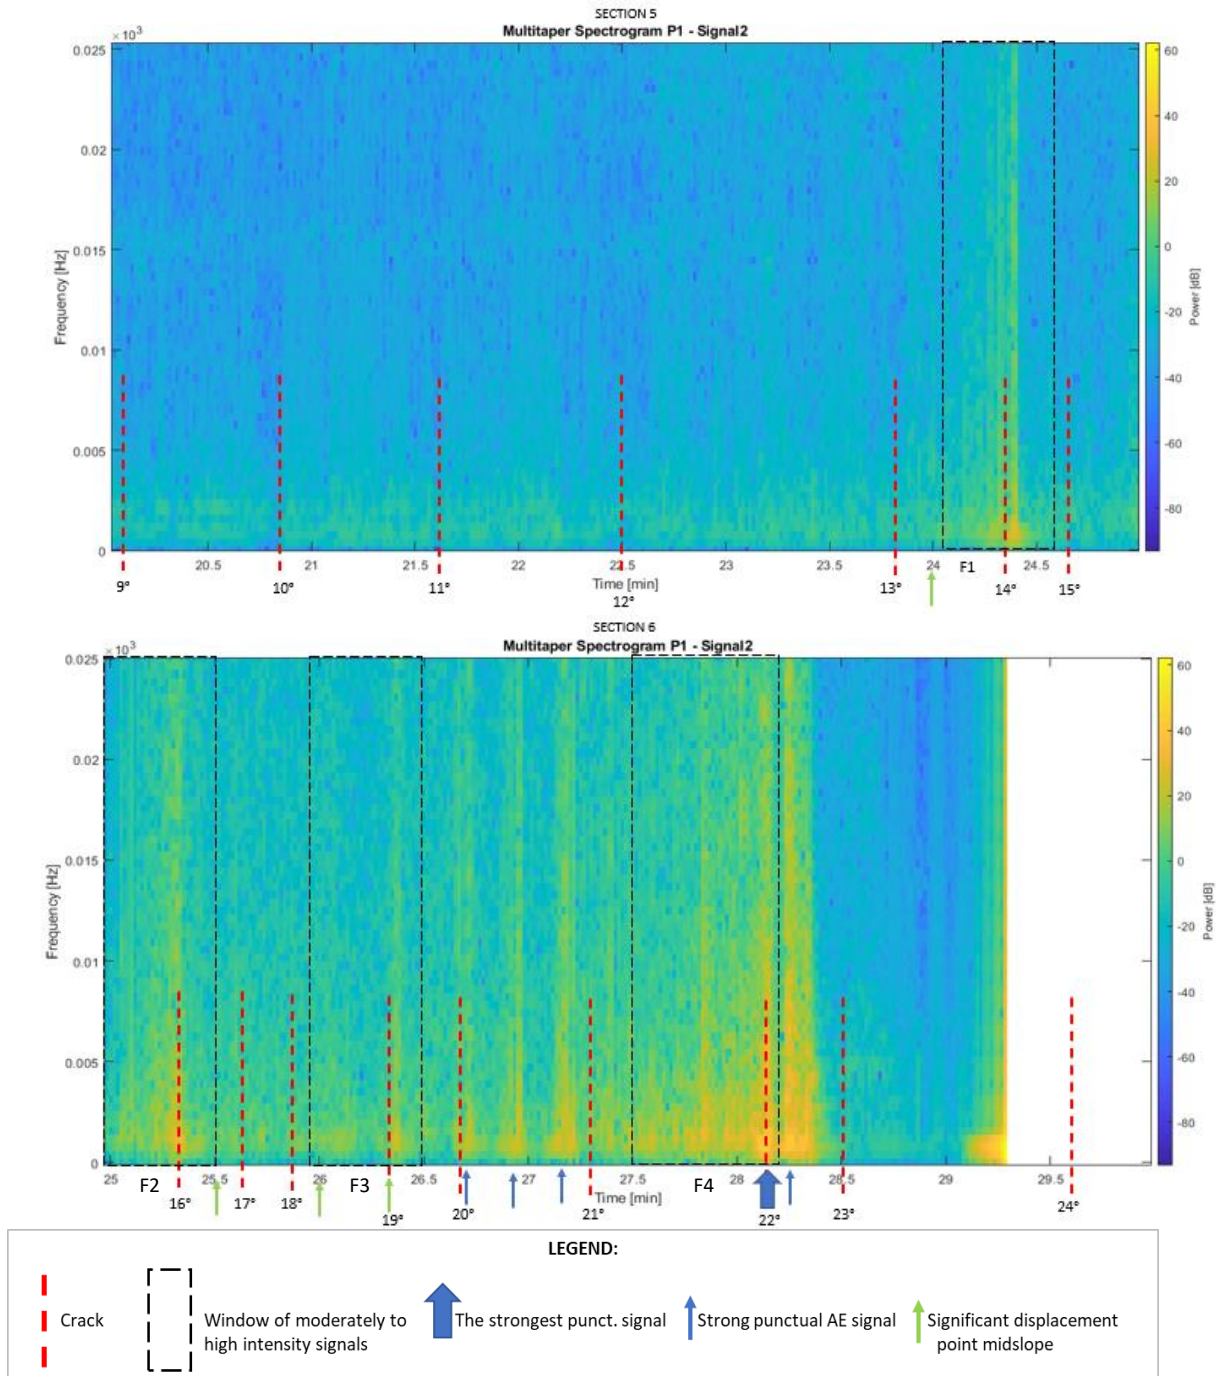 SECTION 5
Multitaper Spectrogram P1 - Signal2
×10³
0.025
0.02
0.015
0.01
0.005
0
Frequency [Hz]
20.5 21 21.5 22 22.5 23 23.5 24 24.5
Time [min]
9° 10° 11° 12° 13° F1 14° 15°
60
40
20
0
-20
-40
-60
-80
Power [dB]
SECTION 6
Multitaper Spectrogram P1 - Signal2
×10³
0.025
0.02
0.015
0.01
0.005
0
Frequency [Hz]
25 25.5 26 26.5 27 27.5 28 28.5 29 29.5
Time [min]
F2 16° 17° 18° F3 19° 20° 21° F4 22° 23° 24°
60
40
20
0
-20
-40
-60
-80
Power [dB]
LEGEND:
Crack
Window of moderately to
high intensity signals
The strongest punct. signal
Strong punctual AE signal
Significant displacement
point midslope